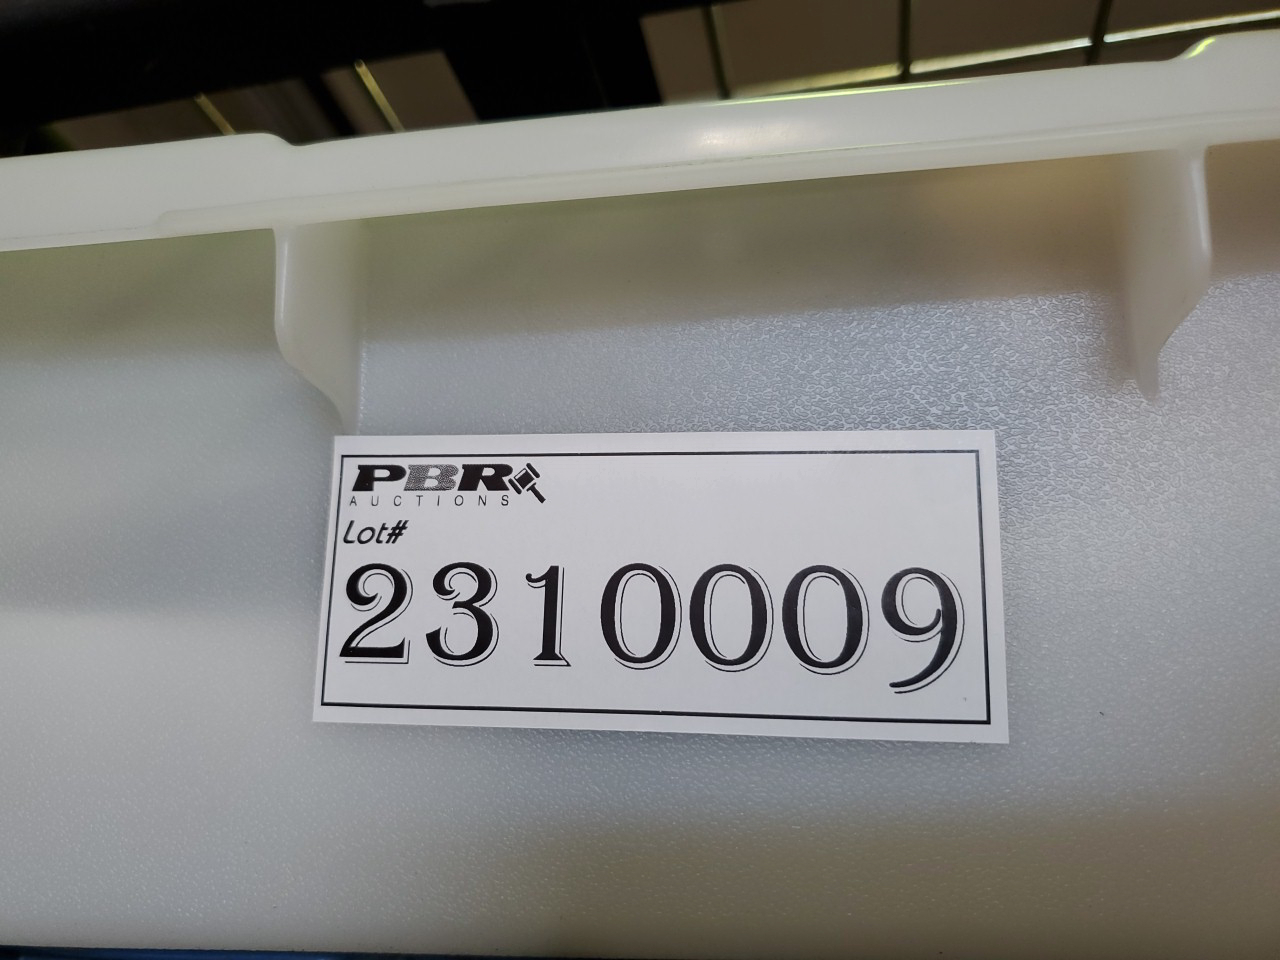 PBR
AUCTIONS
Lot#
2310009